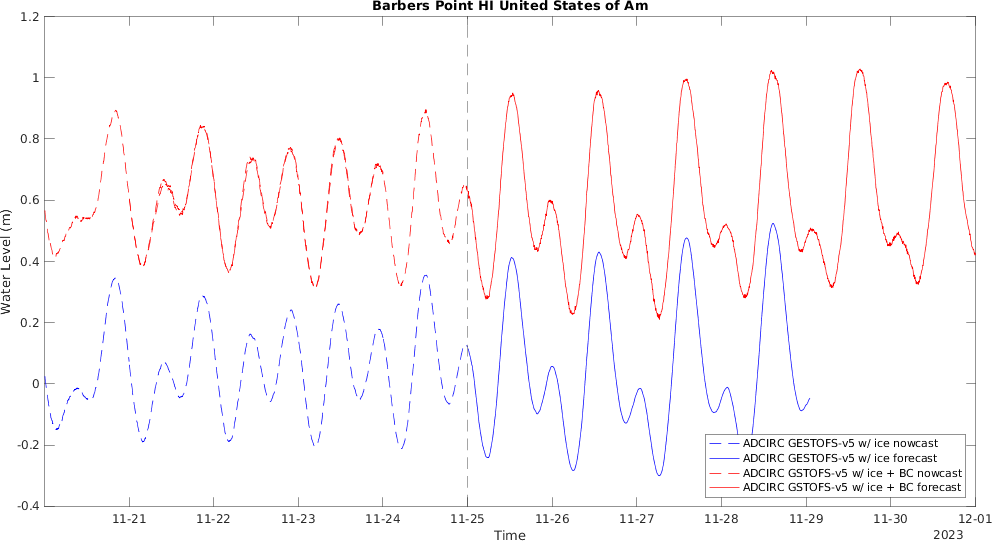 Barbers Point HI United States of Am
1.2
1
0.8
0.6
0.4
0.2
0
-0.2
-0.4
Water Level (m)
ADCIRC GESTOFS-v5 w/ ice nowcast
ADCIRC GESTOFS-v5 w/ ice forecast
ADCIRC GSTOFS-v5 w/ ice + BC nowcast
ADCIRC GSTOFS-v5 w/ ice + BC forecast
11-21 11-22 11-23 11-24 11-25 11-26 11-27 11-28 11-29 11-30 12-01
Time
2023